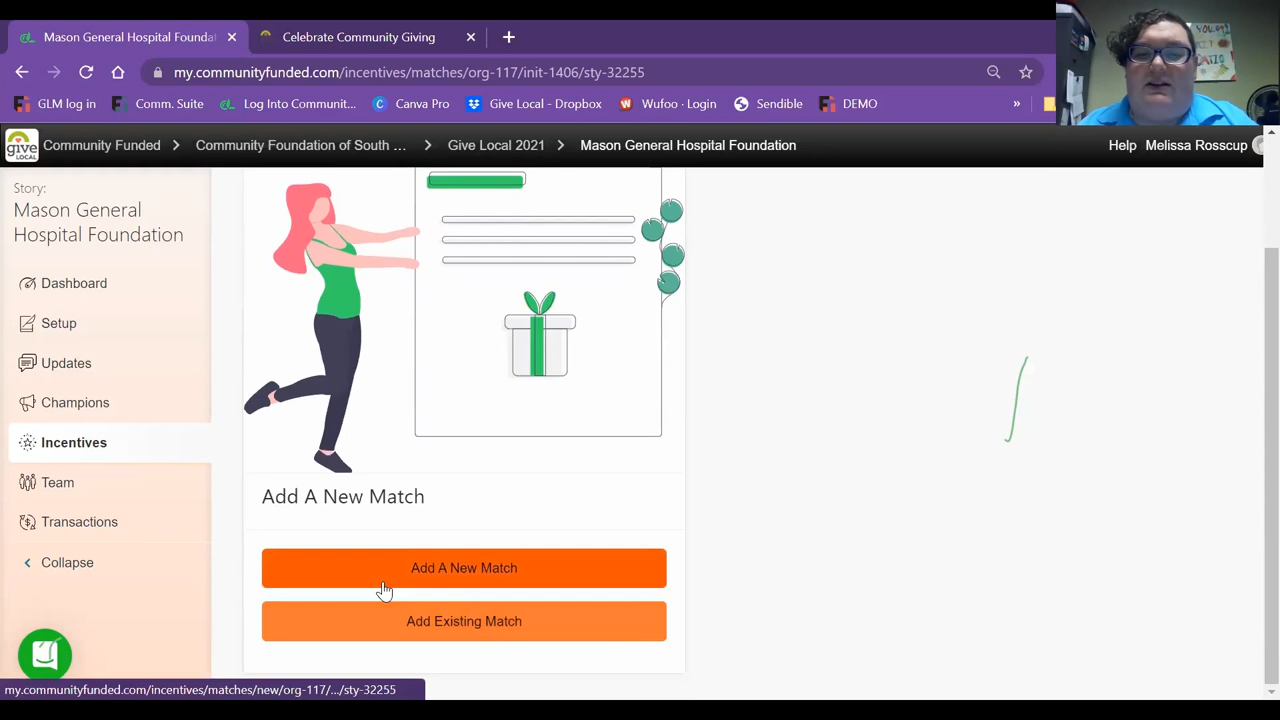 Mason General Hospital Founda
Celebrate Community Giving
my.communityfunded.com/incentives/matches/org-117/init-1406/sty-32255
GLM log in
Comm. Suite
Log Into Communit...
Canva Pro
Give Local - Dropbox
Wufoo · Login
Sendible
DEMO
»
give LOCAL
Community Funded > Community Foundation of South ... > Give Local 2021 > Mason General Hospital Foundation
Help Melissa Rosscup
Story:
Mason General
Hospital Foundation
Dashboard
Setup
Updates
Champions
Incentives
Team
Transactions
Collapse
Add A New Match
Add A New Match
Add Existing Match
my.communityfunded.com/incentives/matches/new/org-117/.../sty-32255